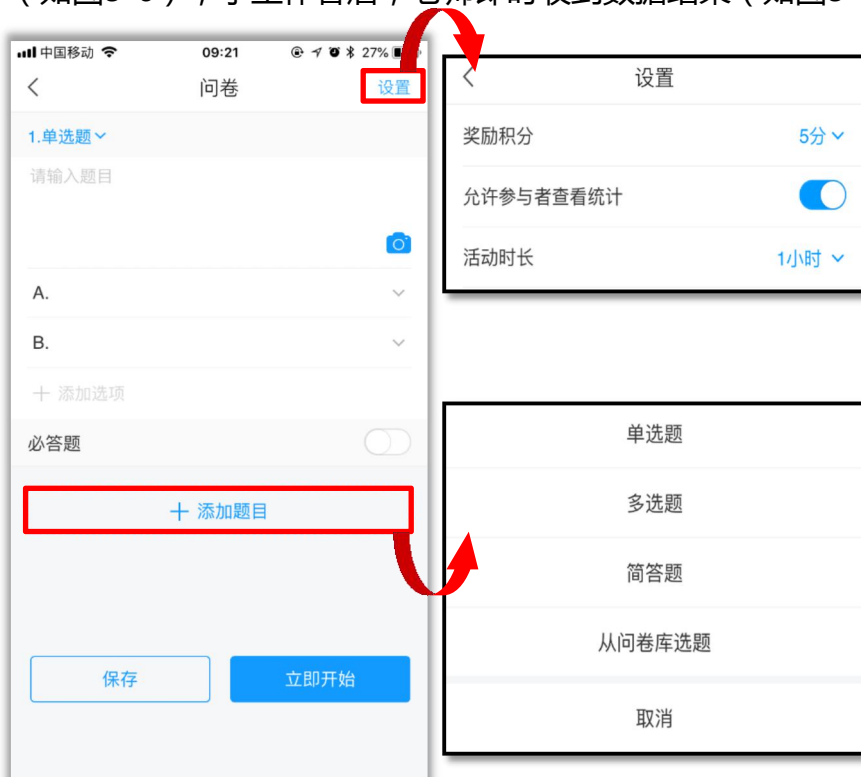 中国移动 09:21 27%
问卷 设置
1.单选题
请输入题目
A.
B.
＋ 添加选项
必答题
＋ 添加题目
保存 立即开始
设置
奖励积分 5分
允许参与者查看统计
活动时长 1小时
单选题
多选题
简答题
从问卷库选题
取消